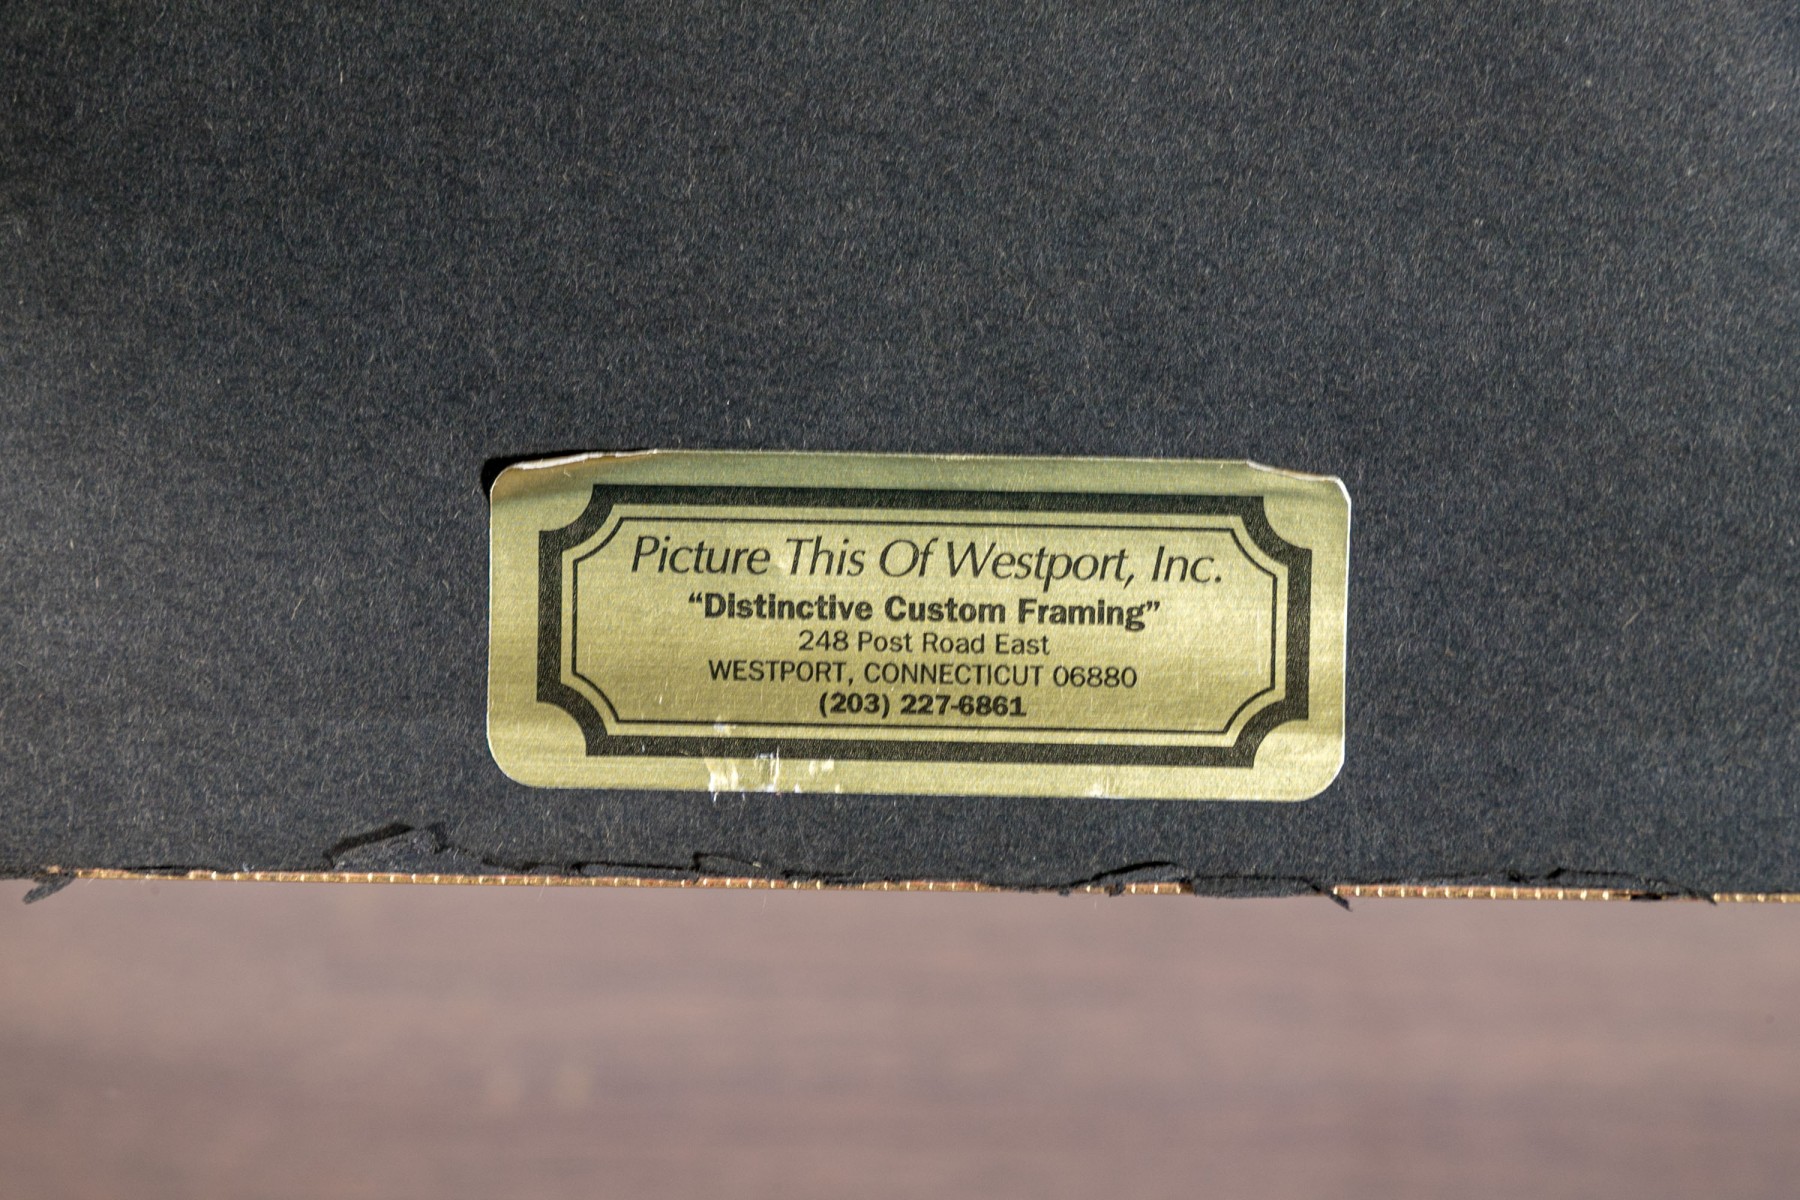 Picture This Of Westport, Inc.
“Distinctive Custom Framing”
248 Post Road East
WESTPORT, CONNECTICUT 06880
(203) 227-6861